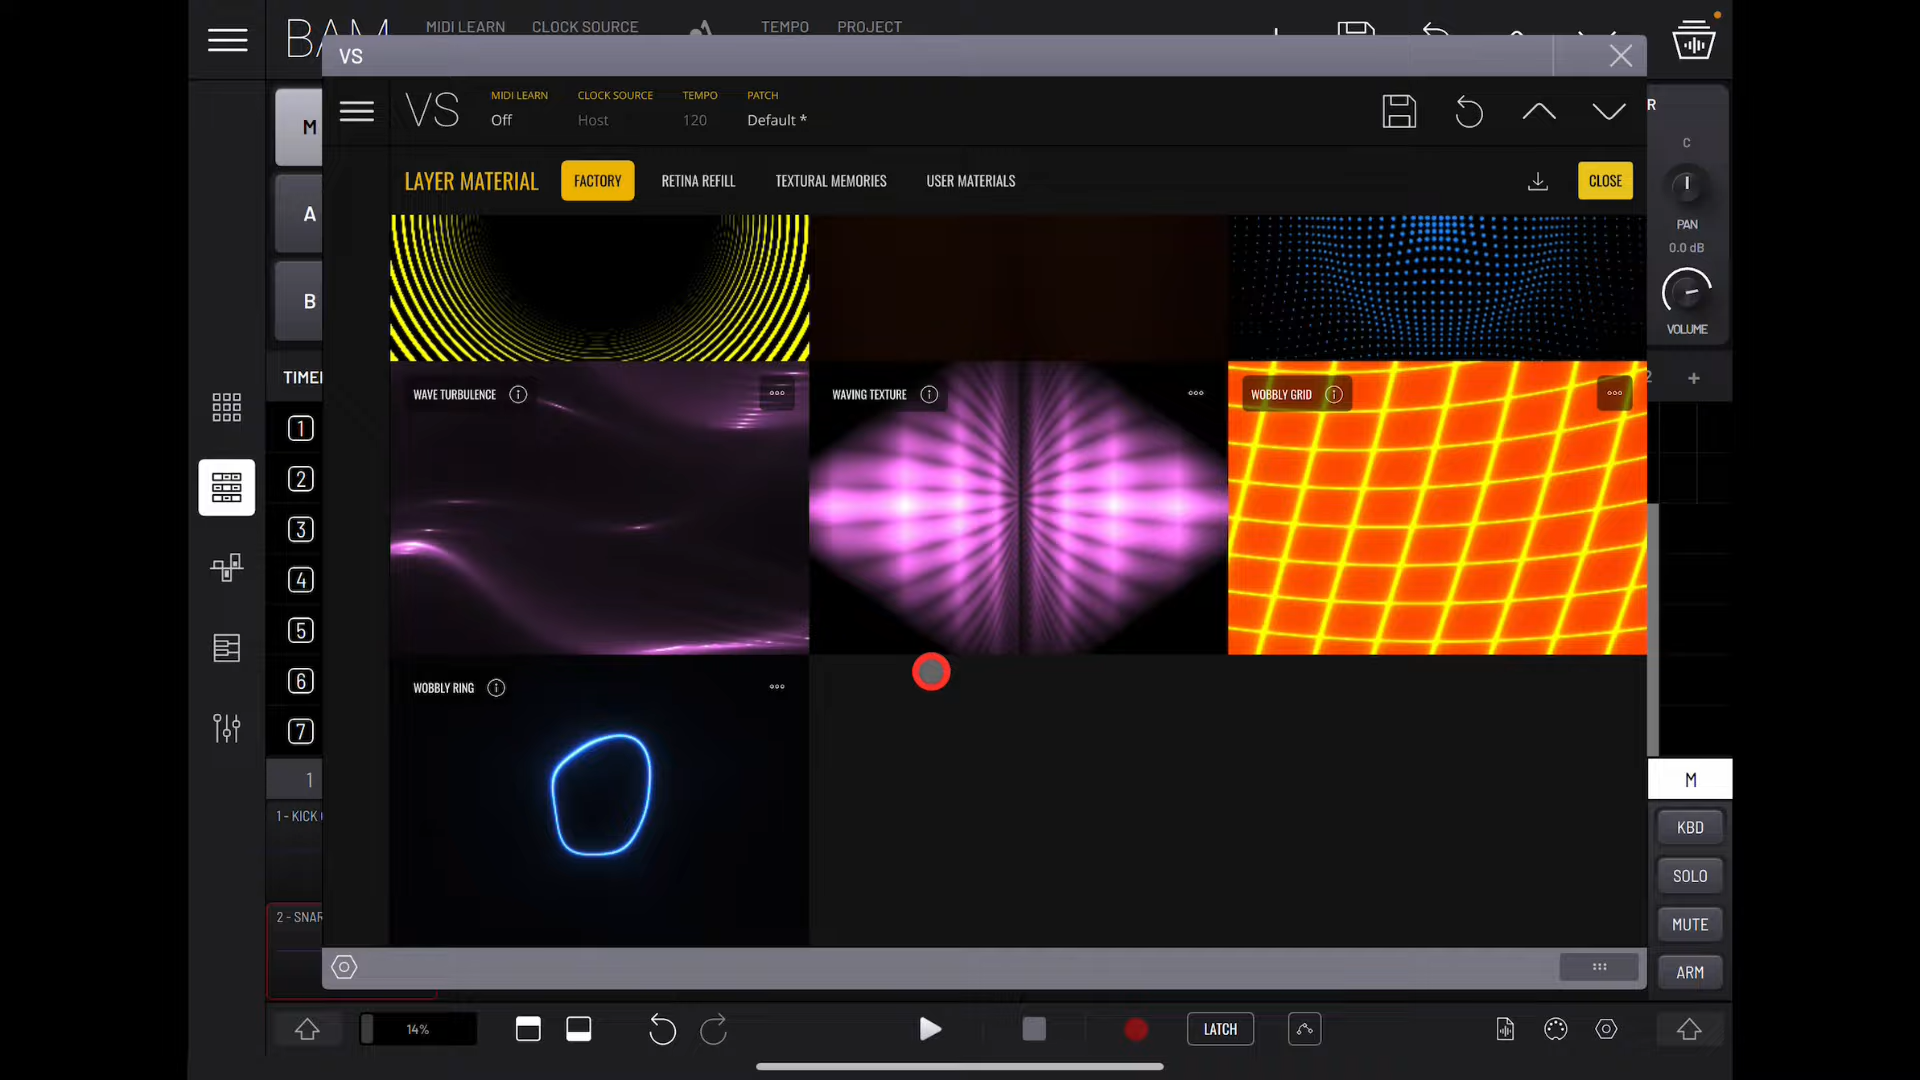 BAM MIDI LEARN CLOCK SOURCE TEMPO PROJECT
VS
VS
MIDI LEARN CLOCK SOURCE TEMPO PATCH
Off Host 120 Default *
LAYER MATERIAL FACTORY RETINA REFILL TEXTURAL MEMORIES USER MATERIALS CLOSE
M
A
B
R
C
PAN
0.0 dB
VOLUME
WAVE TURBULENCE
WAVING TEXTURE
WOBBLY GRID
TIME
2 +
1
2
3
4
5
6
7
WOBBLY RING
1
1 - KICK
2 - SNAR
M
KBD
SOLO
MUTE
ARM
14%
LATCH